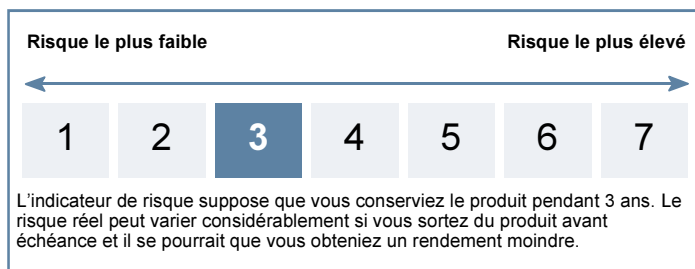 Risque le plus faible Risque le plus élevé
1 2 3 4 5 6 7
L'indicateur de risque suppose que vous conserviez le produit pendant 3 ans. Le
risque réel peut varier considérablement si vous sortez du produit avant
échéance et il se pourrait que vous obteniez un rendement moindre.